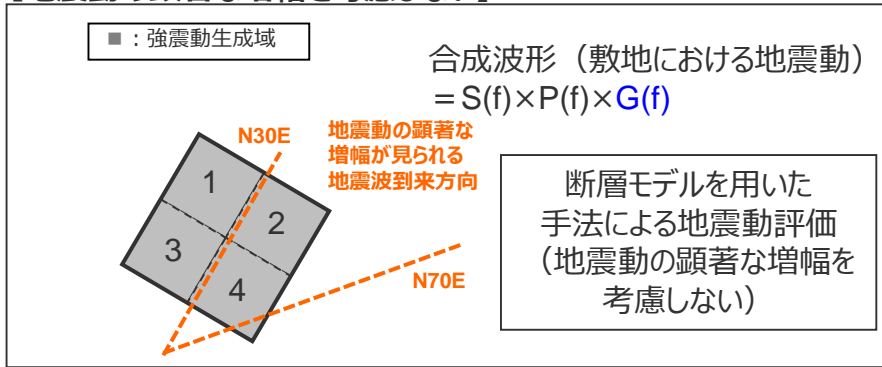 ■：強震動生成域
合成波形（敷地における地震動）
＝S(f)×P(f)×G(f)
N30E
地震動の顕著な
増幅が見られる
地震波到来方向
1
2
3
4
N70E
断層モデルを用いた
手法による地震動評価
（地震動の顕著な増幅を
考慮しない）